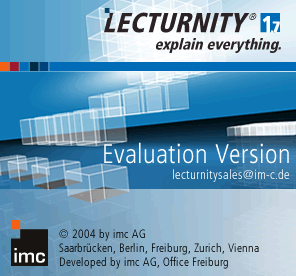 LECTURNITY® 1.7
explain everything.
Evaluation Version
lecturnitysales@im-c.de
imc
© 2004 by imc AG
Saarbrücken, Berlin, Freiburg, Zurich, Vienna
Developed by imc AG, Office Freiburg